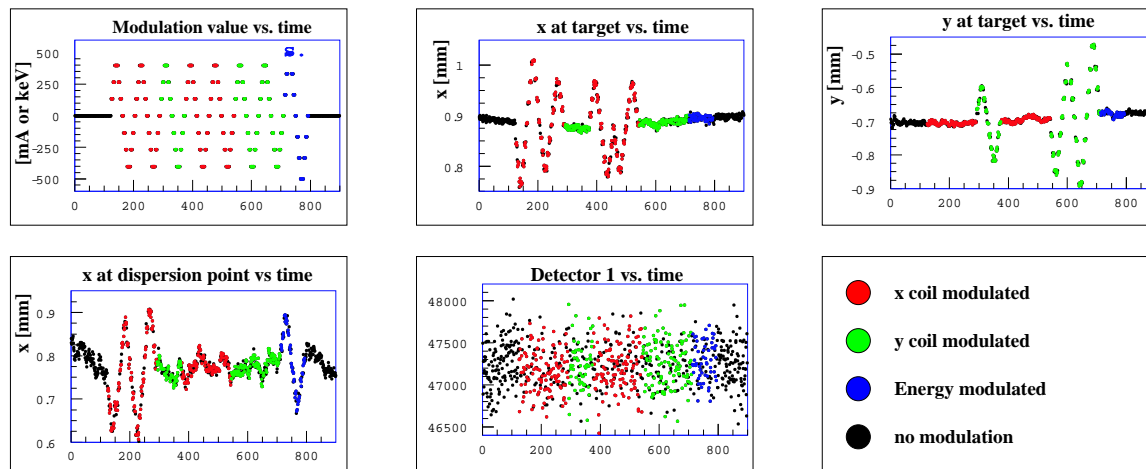 Modulation value vs. time
[mA or keV]
500
250
0
-250
-500
0 200 400 600 800
x at target vs. time
x [mm]
1
0.9
0.8
0 200 400 600 800
y at target vs. time
y [mm]
-0.5
-0.6
-0.7
-0.8
-0.9
0 200 400 600 800
x at dispersion point vs time
x [mm]
0.9
0.8
0.7
0.6
0 200 400 600 800
Detector 1 vs. time
48000
47500
47000
46500
0 200 400 600 800
x coil modulated
y coil modulated
Energy modulated
no modulation